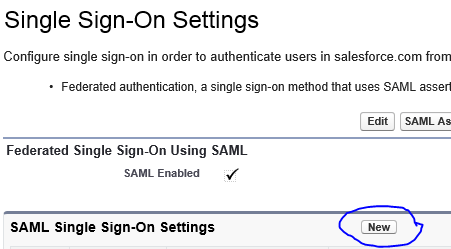 Single Sign-On Settings
Configure single sign-on in order to authenticate users in salesforce.com from
• Federated authentication, a single sign-on method that uses SAML assert
Edit SAML As
Federated Single Sign-On Using SAML
SAML Enabled ✓
SAML Single Sign-On Settings New